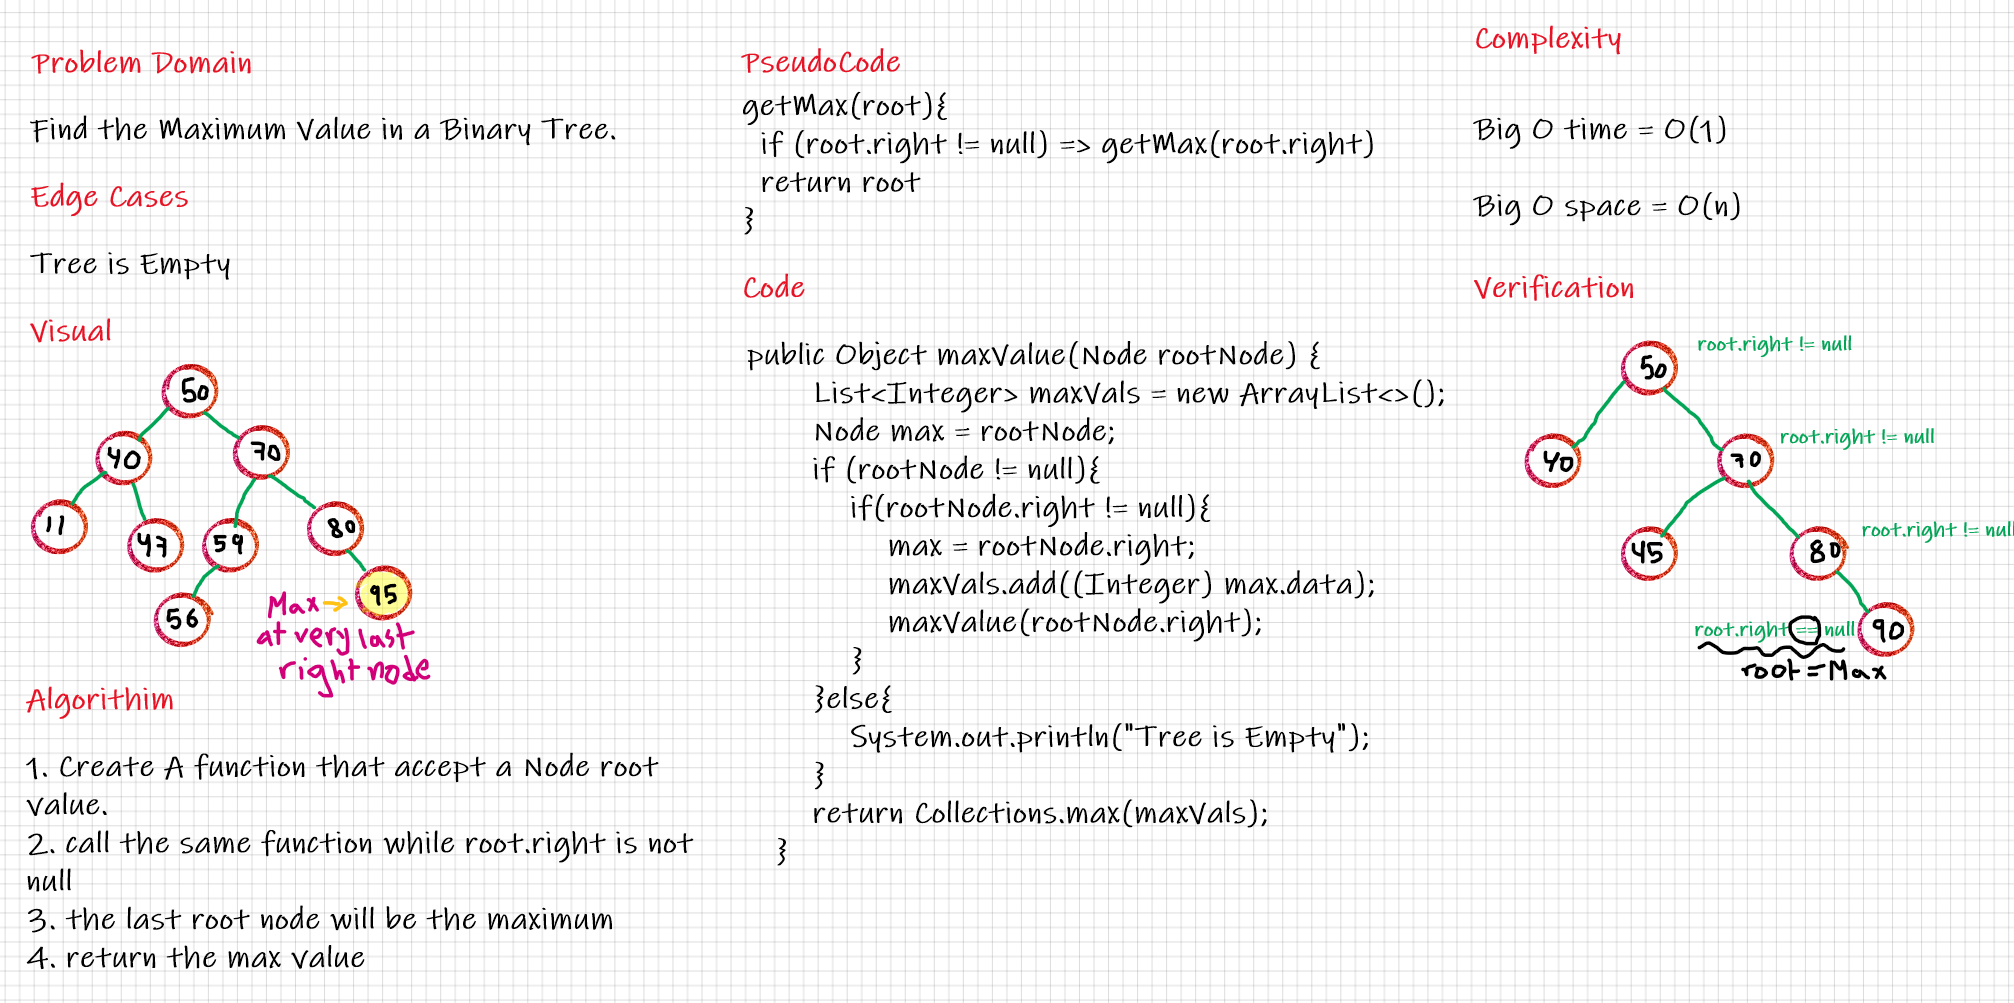 Problem Domain
Find the Maximum Value in a Binary Tree.
Edge Cases
Tree is Empty
Visual
50
40
70
11
47
59
80
56
95
Max →
at very last
right node
Algorithim
1. Create A function that accept a Node root
value.
2. call the same function while root.right is not
null
3. the last root node will be the maximum
4. return the max value
PseudoCode
getMax(root){
if (root.right != null) => getMax(root.right)
return root
}
Code
public Object maxValue(Node rootNode) {
List<Integer> maxVals = new ArrayList<>();
Node max = rootNode;
if (rootNode != null){
if(rootNode.right != null){
max = rootNode.right;
maxVals.add((Integer) max.data);
maxValue(rootNode.right);
}
}else{
System.out.println("Tree is Empty");
}
return Collections.max(maxVals);
}
Complexity
Big O time = O(1)
Big O space = O(n)
Verification
50
root.right != null
40
70
root.right != null
45
80
root.right != null
root.right == null
90
root = Max